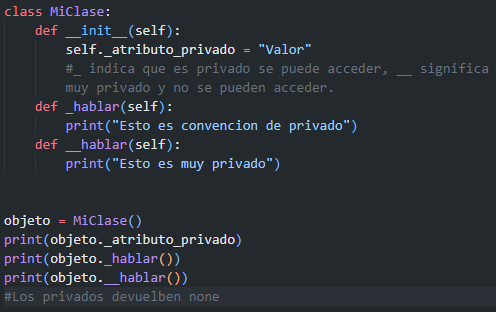 class MiClase:
    def __init__(self):
        self._atributo_privado = "Valor"
        #_ indica que es privado se puede acceder, __ significa
        muy privado y no se pueden acceder.
    def _hablar(self):
        print("Esto es convencion de privado")
    def __hablar(self):
        print("Esto es muy privado")
objeto = MiClase()
print(objeto._atributo_privado)
print(objeto._hablar())
print(objeto.__hablar())
#Los privados devuelben none